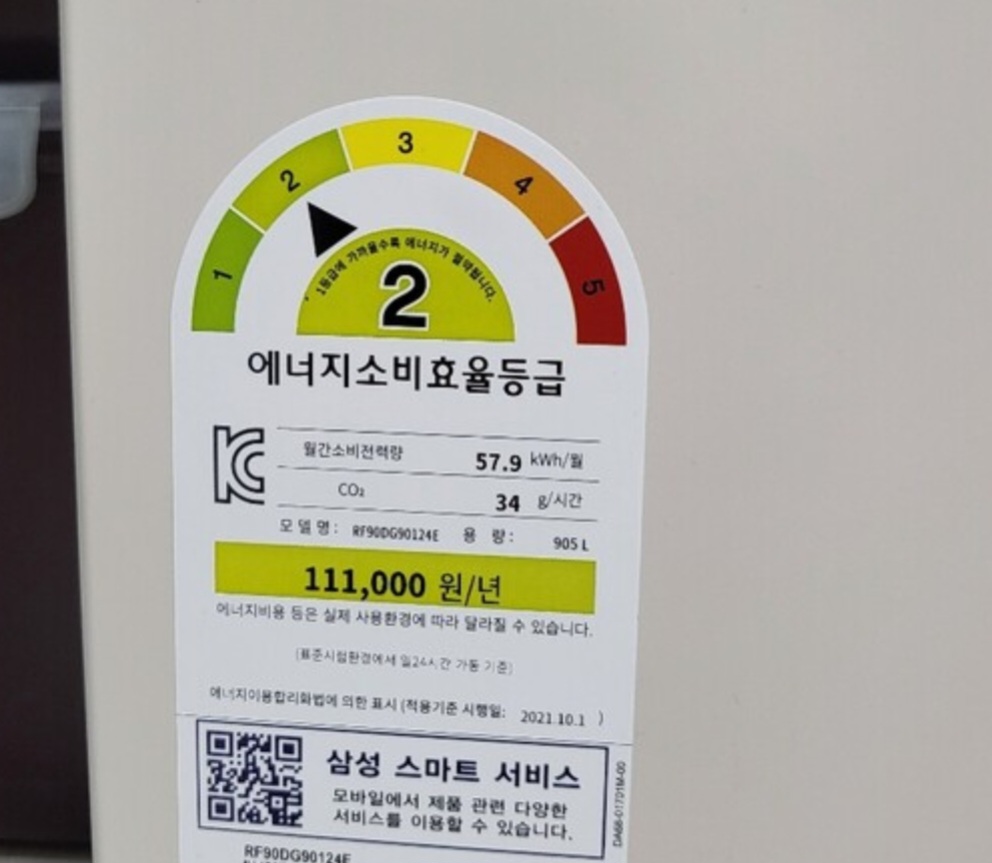 1 2 3 4 5
1등급에 가까울수록 에너지가 절약됩니다.
2
에너지소비효율등급
월간소비전력량 57.9 kWh/월
CO₂ 34 g/시간
모델명: RF90DG90124E 용 량: 905 L
111,000 원/년
에너지비용 등은 실제 사용환경에 따라 달라질 수 있습니다.
(표준시험환경에서 일24시간 가동 기준)
에너지이용합리화법에 의한 표시 (적용기준 시행일: 2021.10.1 )
삼성 스마트 서비스
모바일에서 제품 관련 다양한
서비스를 이용할 수 있습니다.
DA68-01701M-00
RF90DG90124E